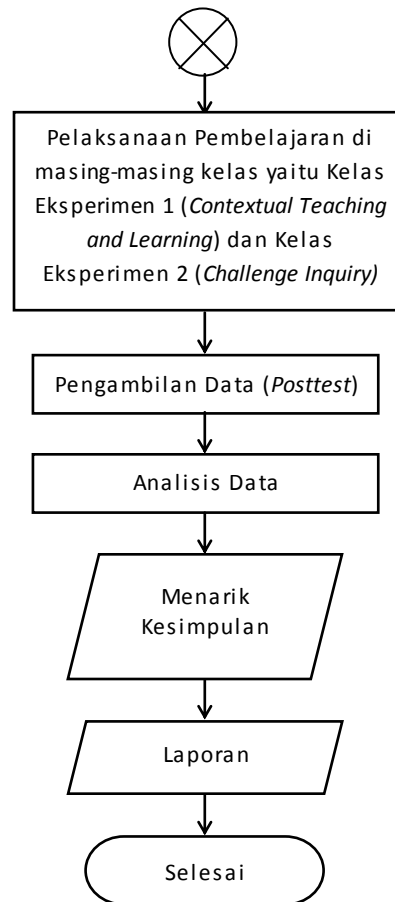 Pelaksanaan Pembelajaran di
masing-masing kelas yaitu Kelas
Eksperimen 1 (Contextual Teaching
and Learning) dan Kelas
Eksperimen 2 (Challenge Inquiry)
Pengambilan Data (Posttest)
Analisis Data
Menarik
Kesimpulan
Laporan
Selesai